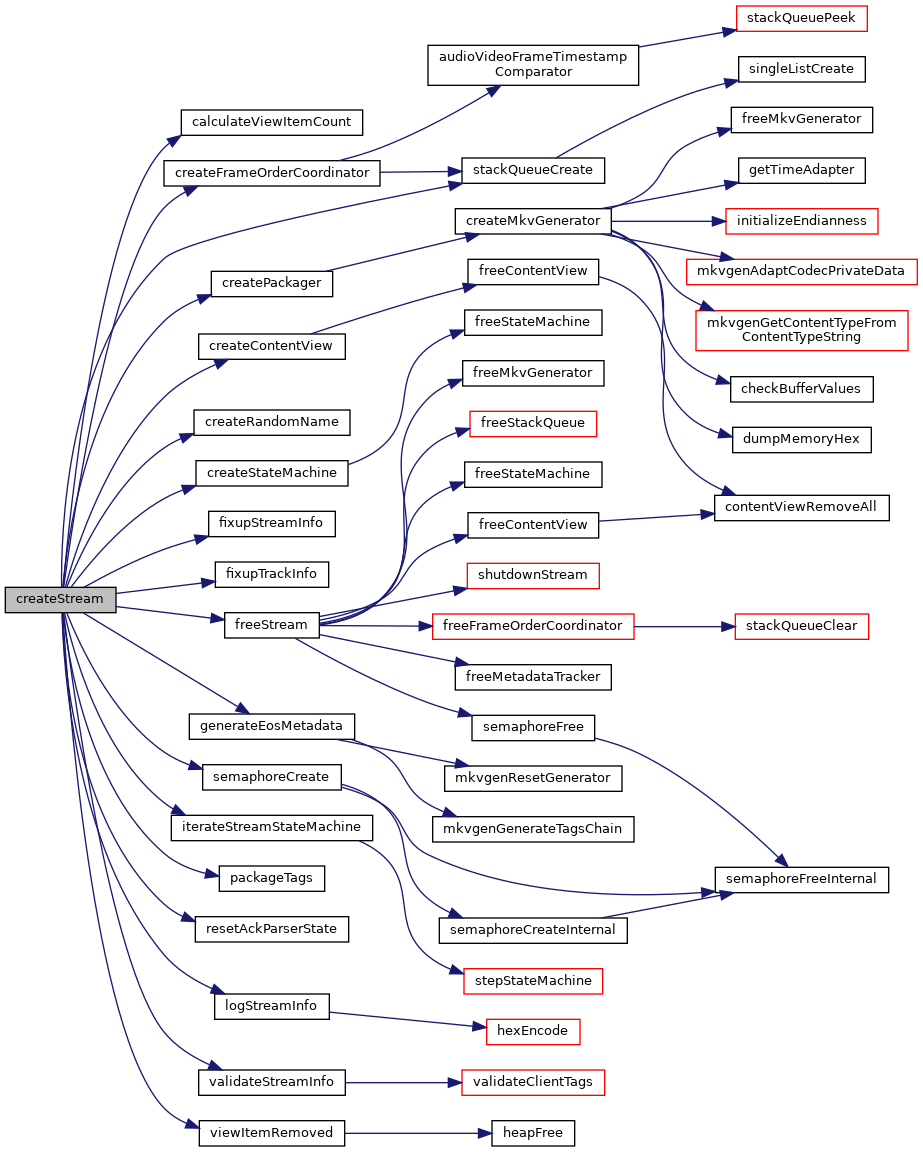 stackQueuePeek
audioVideoFrameTimestamp
Comparator
singleListCreate
freeMkvGenerator
calculateViewItemCount
createFrameOrderCoordinator
stackQueueCreate
getTimeAdapter
createMkvGenerator
initializeEndianness
freeContentView
mkvgenAdaptCodecPrivateData
createPackager
freeStateMachine
mkvgenGetContentTypeFrom
ContentTypeString
createContentView
freeMkvGenerator
checkBufferValues
createRandomName
freeStackQueue
dumpMemoryHex
createStateMachine
freeStateMachine
contentViewRemoveAll
fixupStreamInfo
freeContentView
fixupTrackInfo
shutdownStream
createStream
freeStream
freeFrameOrderCoordinator
stackQueueClear
freeMetadataTracker
generateEosMetadata
semaphoreFree
semaphoreCreate
mkvgenResetGenerator
iterateStreamStateMachine
mkvgenGenerateTagsChain
packageTags
semaphoreFreeInternal
resetAckParserState
semaphoreCreateInternal
stepStateMachine
logStreamInfo
hexEncode
validateStreamInfo
validateClientTags
viewItemRemoved
heapFree